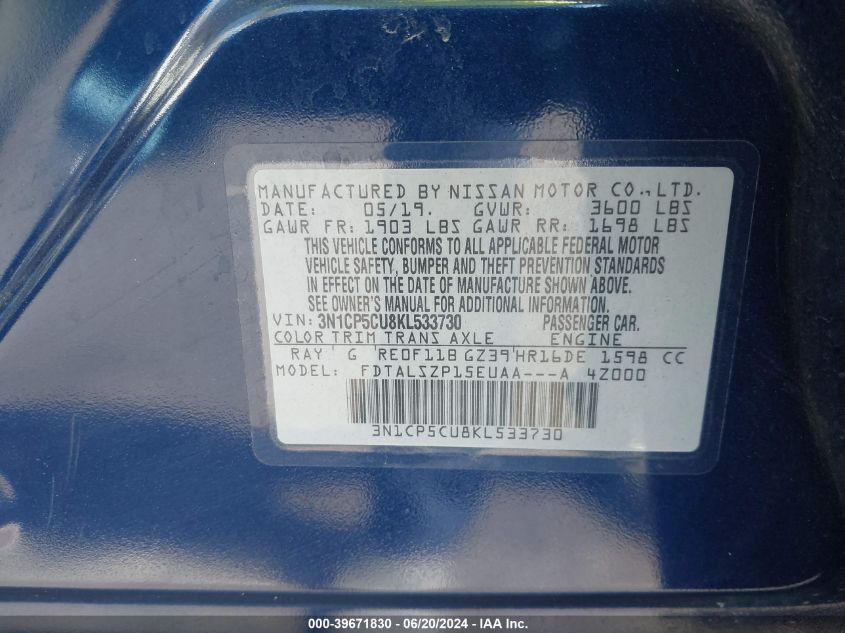 MANUFACTURED BY NISSAN MOTOR CO., LTD.
DATE: 05/19. GVWR: 3600 LBS
GAWR FR: 1903 LBS GAWR RR: 1698 LBS
THIS VEHICLE CONFORMS TO ALL APPLICABLE FEDERAL MOTOR
VEHICLE SAFETY, BUMPER AND THEFT PREVENTION STANDARDS
IN EFFECT ON THE DATE OF MANUFACTURE SHOWN ABOVE.
SEE OWNER'S MANUAL FOR ADDITIONAL INFORMATION.
VIN: 3N1CP5CU8KL533730 PASSENGER CAR.
COLOR TRIM TRANS AXLE ENGINE
RAY G RE0F11B GZ39 HR16DE 1598 CC
MODEL: FDTALSZP15EUAA---A 4Z000
3N1CP5CU8KL533730
000-39671830 - 06/20/2024 - IAA Inc.